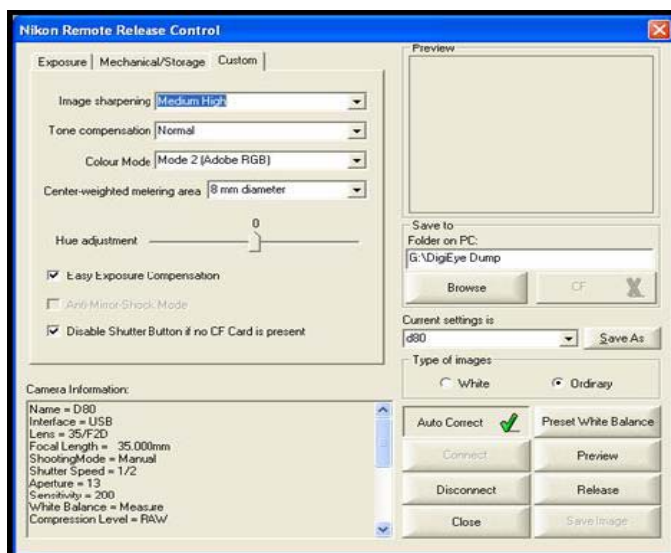 Nikon Remote Release Control
Exposure
Mechanical/Storage
Custom
Image sharpening Medium High
Tone compensation Normal
Colour Mode Mode 2 (Adobe RGB)
Center-weighted metering area 8 mm diameter
0
Hue adjustment
Easy Exposure Compensation
Anti-Mirror-Shock Mode
Disable Shutter Button if no CF Card is present
Camera Information:
Name = D80
Interface = USB
Lens = 35/F2D
Focal Length = 35.000mm
ShootingMode = Manual
Shutter Speed = 1/2
Aperture = 13
Sensitivity = 200
White Balance = Measure
Compression Level = RAW
Preview
Save to
Folder on PC:
G:\DigiEye Dump
Browse
CF
Current settings is
d80
Save As
Type of images
White
Ordinary
Auto Correct
Preset White Balance
Connect
Preview
Disconnect
Release
Close
Save Image